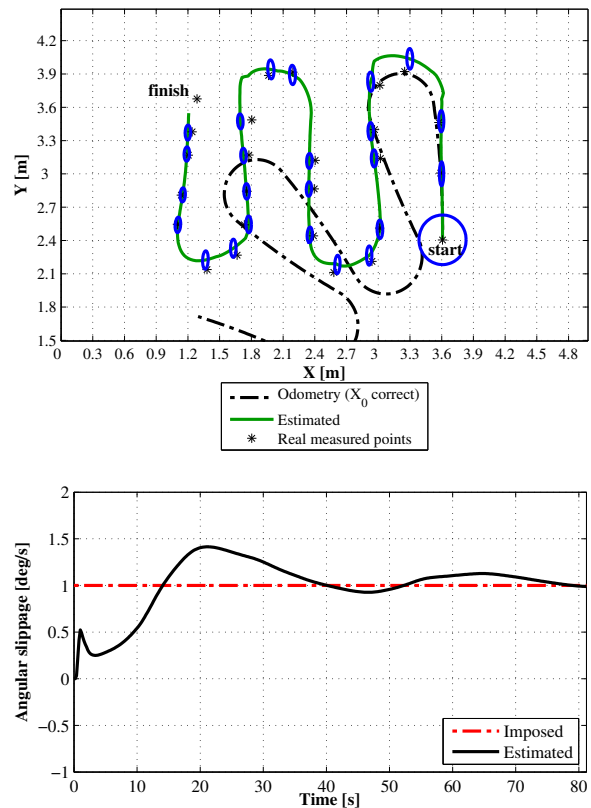 4.2
3.9
3.6
3.3
3
2.7
2.4
2.1
1.8
1.5
Y [m]
finish
start
0 0.3 0.6 0.9 1.2 1.5 1.8 2.1 2.4 2.7 3 3.3 3.6 3.9 4.2 4.5 4.8
X [m]
Odometry (X0 correct)
Estimated
Real measured points
2
1.5
1
0.5
0
−0.5
−1
Angular slippage [deg/s]
Imposed
Estimated
0 10 20 30 40 50 60 70 80
Time [s]